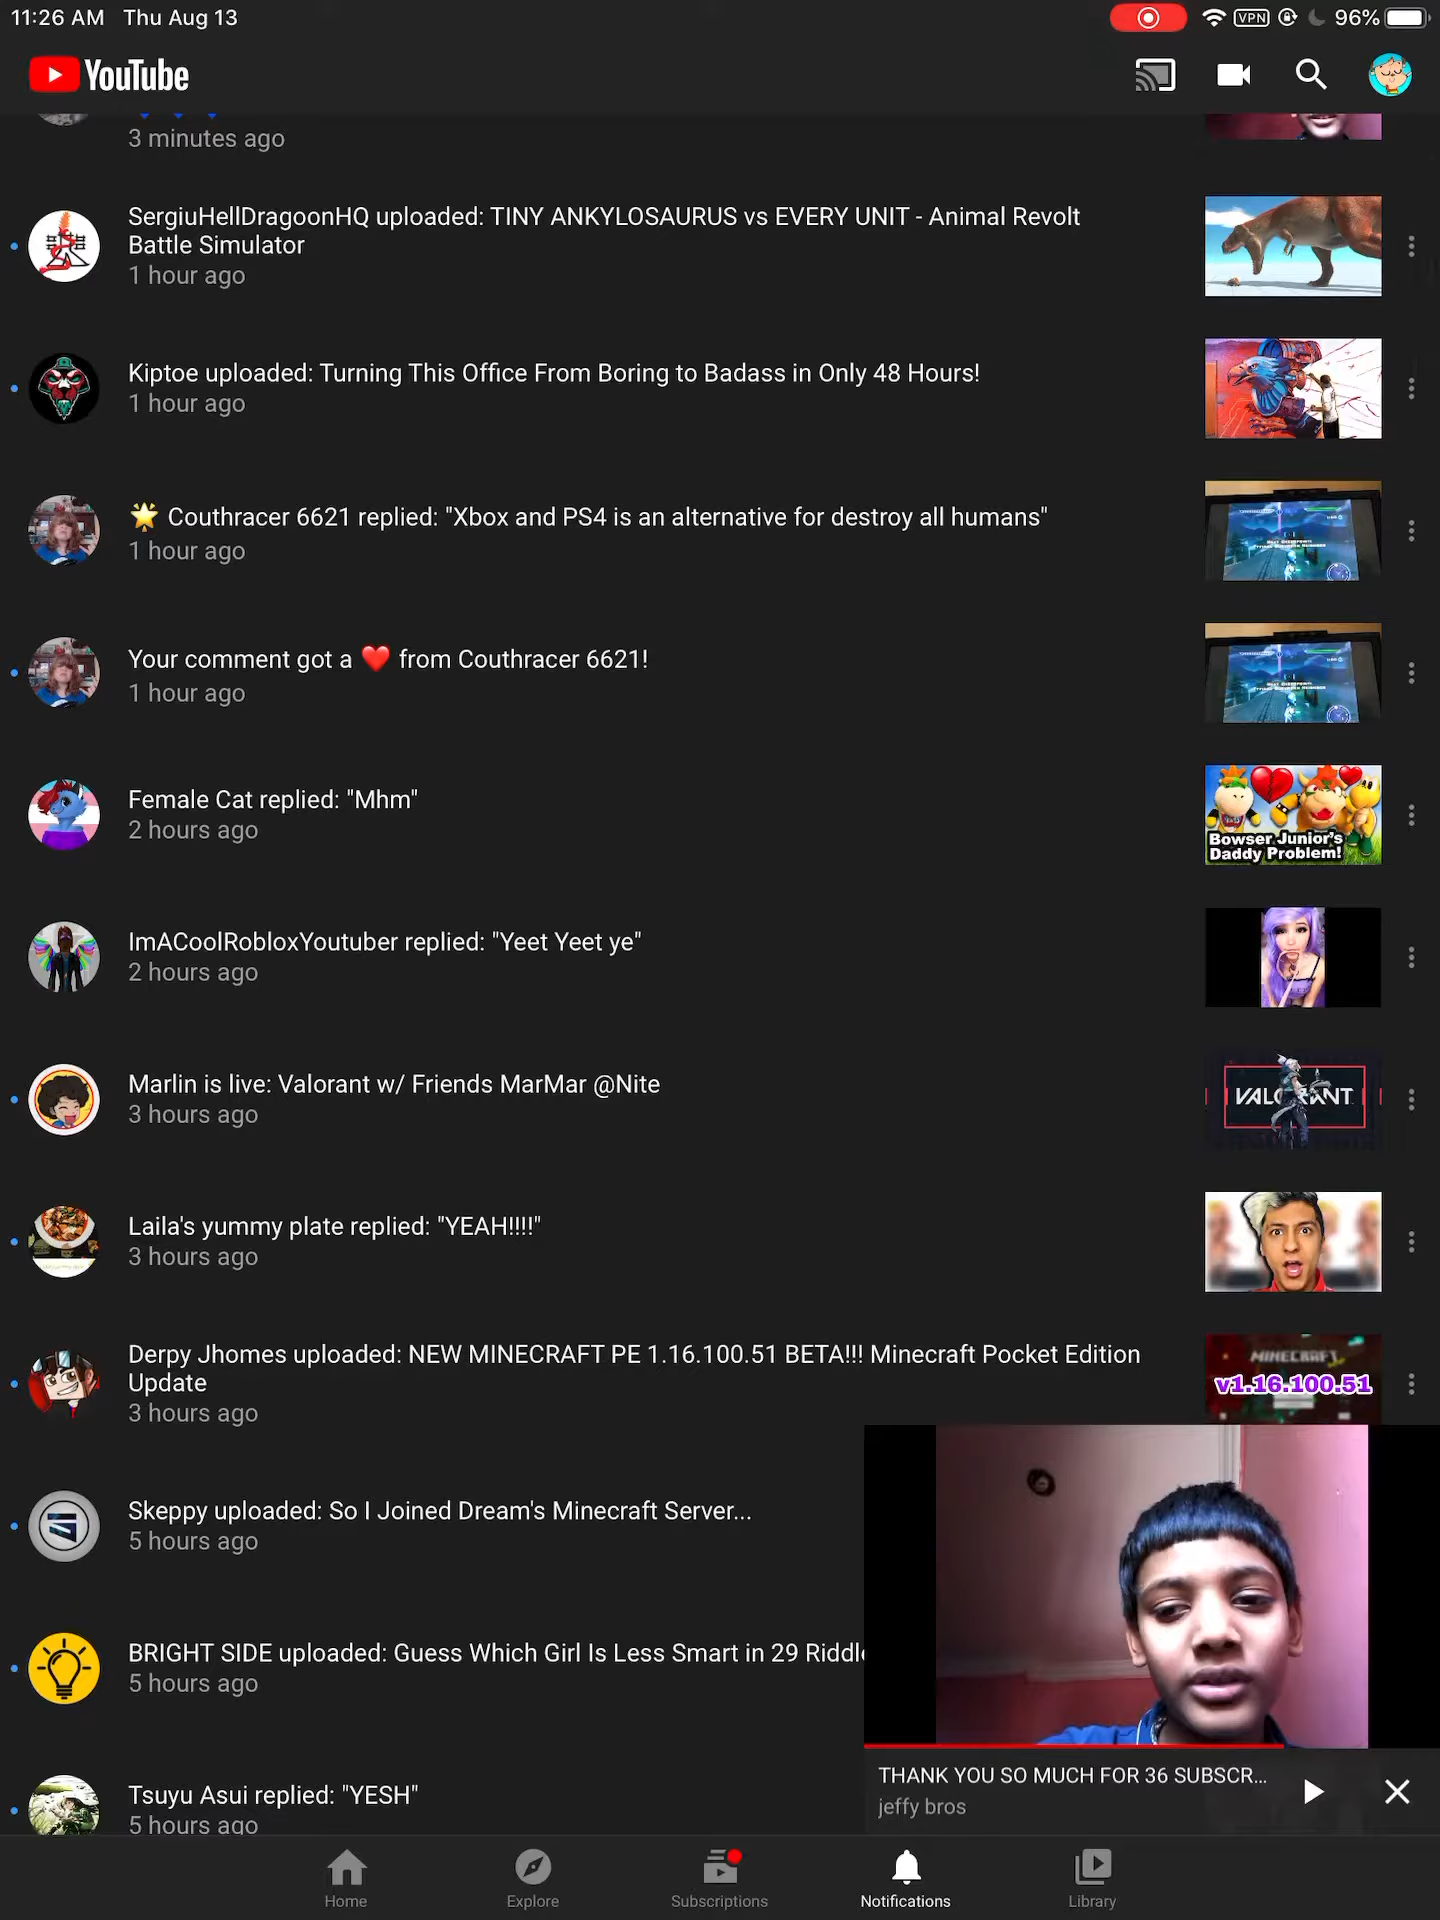 11:26 AM Thu Aug 13
VPN 96%
YouTube
3 minutes ago
SergiuHellDragoonHQ uploaded: TINY ANKYLOSAURUS vs EVERY UNIT - Animal Revolt
Battle Simulator
1 hour ago
Kiptoe uploaded: Turning This Office From Boring to Badass in Only 48 Hours!
1 hour ago
🌟 Couthracer 6621 replied: "Xbox and PS4 is an alternative for destroy all humans"
1 hour ago
Your comment got a ❤️ from Couthracer 6621!
1 hour ago
Female Cat replied: "Mhm"
2 hours ago
Bowser Junior's
Daddy Problem!
ImACoolRobloxYoutuber replied: "Yeet Yeet ye"
2 hours ago
Marlin is live: Valorant w/ Friends MarMar @Nite
3 hours ago
VALORANT
Laila's yummy plate replied: "YEAH!!!!"
3 hours ago
Derpy Jhomes uploaded: NEW MINECRAFT PE 1.16.100.51 BETA!!! Minecraft Pocket Edition
Update
3 hours ago
MINECRAFT
v1.16.100.51
Skeppy uploaded: So I Joined Dream's Minecraft Server...
5 hours ago
BRIGHT SIDE uploaded: Guess Which Girl Is Less Smart in 29 Riddle
5 hours ago
Tsuyu Asui replied: "YESH"
5 hours ago
THANK YOU SO MUCH FOR 36 SUBSCR...
jeffy bros
Home
Explore
Subscriptions
Notifications
Library